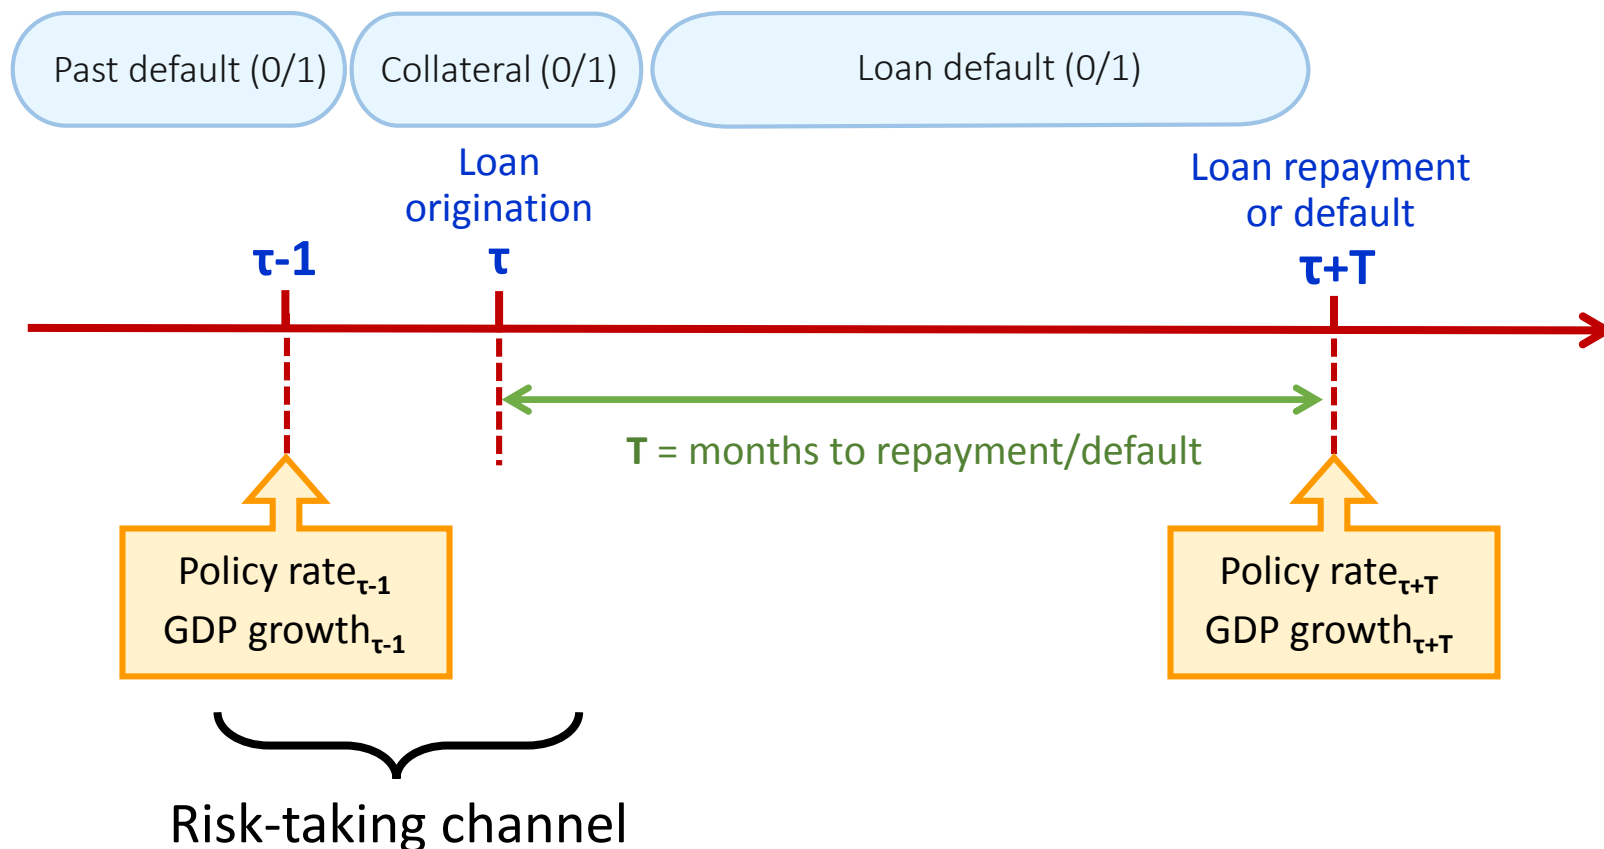 Past default (0/1)
Collateral (0/1)
Loan default (0/1)
Loan
origination
τ-1
τ
Loan repayment
or default
τ+T
T = months to repayment/default
Policy rateτ-1
GDP growthτ-1
Policy rateτ+T
GDP growthτ+T
Risk-taking channel